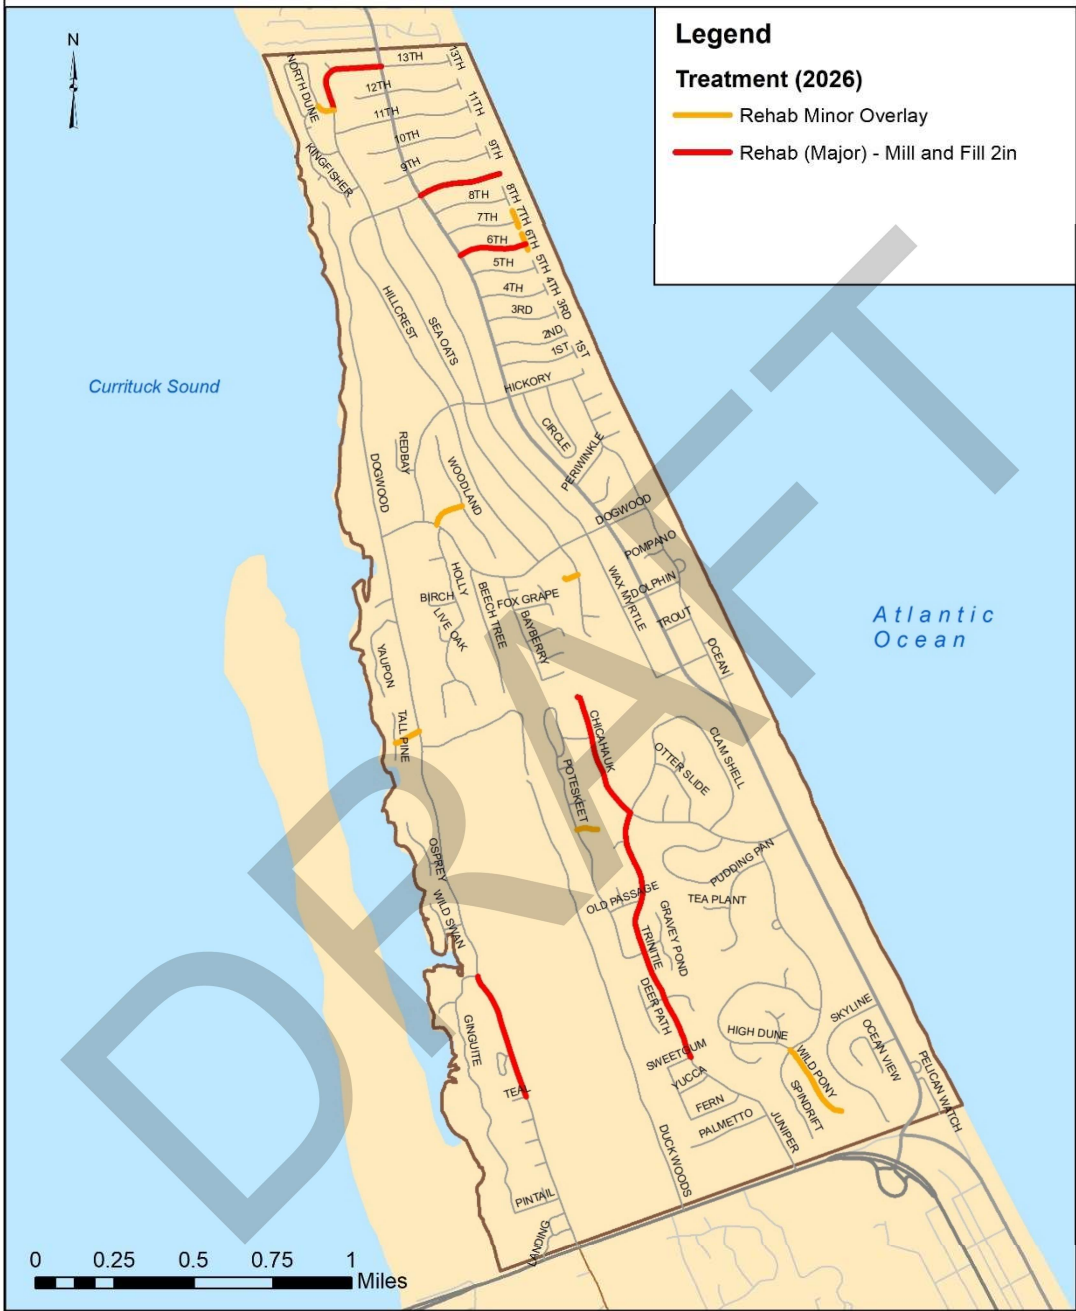 Legend
Treatment (2026)
Rehab Minor Overlay
Rehab (Major) - Mill and Fill 2in
N
13TH
13TH
NORTH DUNE
12TH
11TH
11TH
10TH
9TH
9TH
KINGFISHER
8TH
8TH
7TH
7TH
6TH
6TH
5TH
5TH
4TH
4TH
3RD
3RD
2ND
1ST
1ST
HILLCREST
SEA OATS
HICKORY
Currituck Sound
CIRCLE
PERIWINKLE
REDBAY
DOGWOOD
WOODLAND
DOGWOOD
POMPANO
DOLPHIN
WAX MYRTLE
TROUT
OCEAN
Atlantic
Ocean
HOLLY
BIRCH
LIVE OAK
BEECH TREE
FOX GRAPE
BAYBERRY
YAUPON
TALL PINE
CHICAHAUK
POTESKEET
OTTER SLIDE
CLAM SHELL
OSPREY
WILD SWAN
OLD PASSAGE
PUDDING PAN
TEA PLANT
GRAVEY POND
TRINITIE
DEER PATH
GINGUITE
TEAL
SWEETGUM
YUCCA
FERN
PALMETTO
JUNIPER
HIGH DUNE
WILD PONY
SPINDRIFT
SKYLINE
OCEAN VIEW
PELICAN WATCH
DUCK WOODS
PINTAIL
LANDING
DRAFT
0 0.25 0.5 0.75 1
Miles